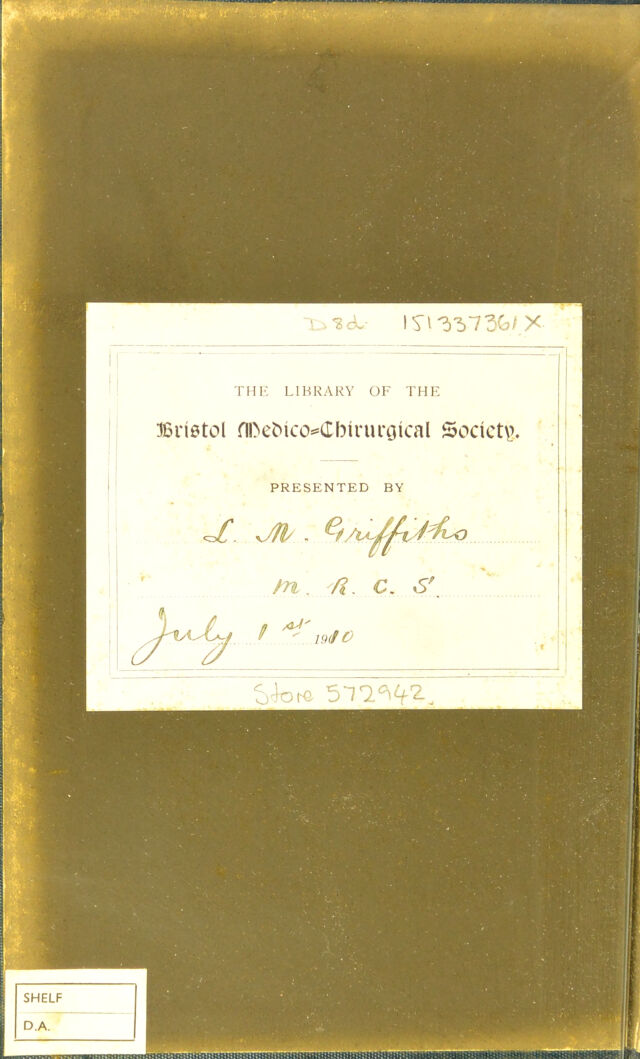 D8d. 151337361X
THE LIBRARY OF THE
Bristol Medico=Chirurgical Society.
PRESENTED BY
L. M. Griffiths
M. R. C. S.
July 1st 1910
Store 572942.
SHELF
D.A.